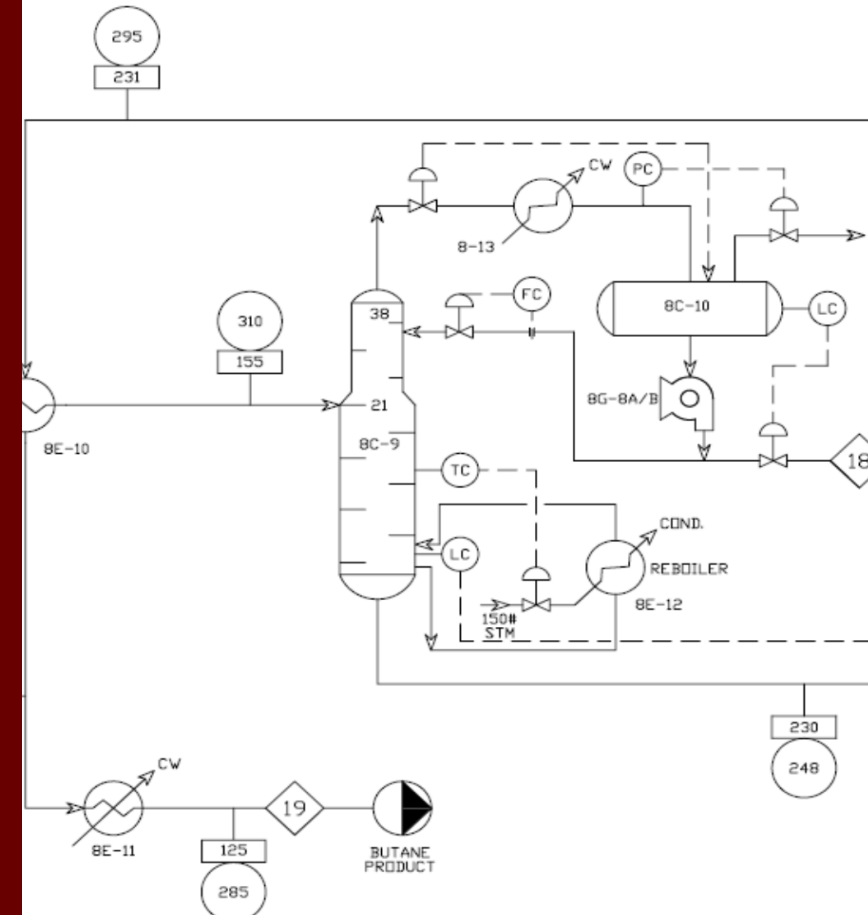 295
231
CW
PC
8-13
310
155
38
FC
8C-10
LC
21
8G-8A/B
8E-10
8C-9
18
TC
COND.
LC
REBOILER
8E-12
150#
STM
230
248
CW
19
8E-11
125
BUTANE
PRODUCT
285